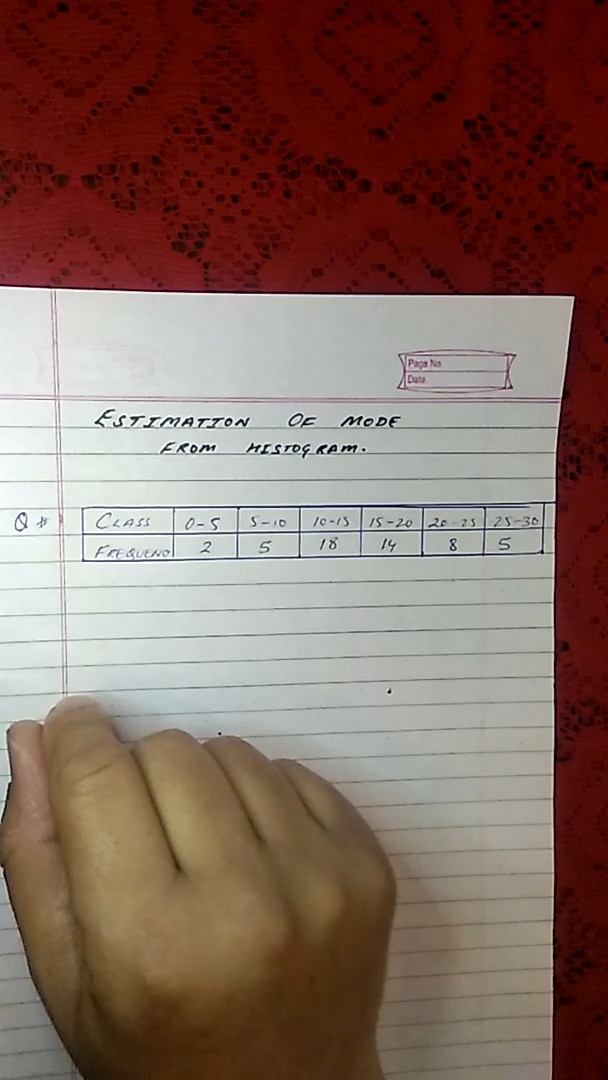 Page No.
Date.
ESTIMATION OF MODE
FROM HISTOGRAM.
Q # CLASS 0-5 5-10 10-15 15-20 20-25 25-30
FREQUENC 2 5 18 14 8 5